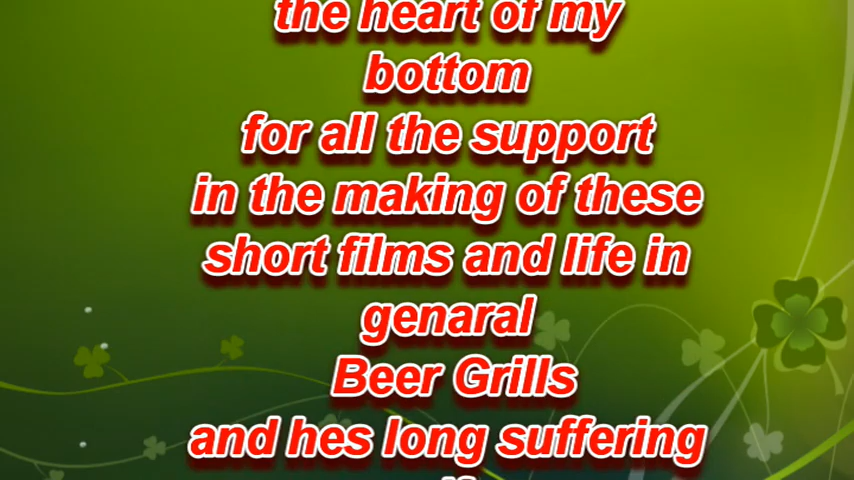 the heart of my
bottom
for all the support
in the making of these
short films and life in
genaral
Beer Grills
and hes long suffering